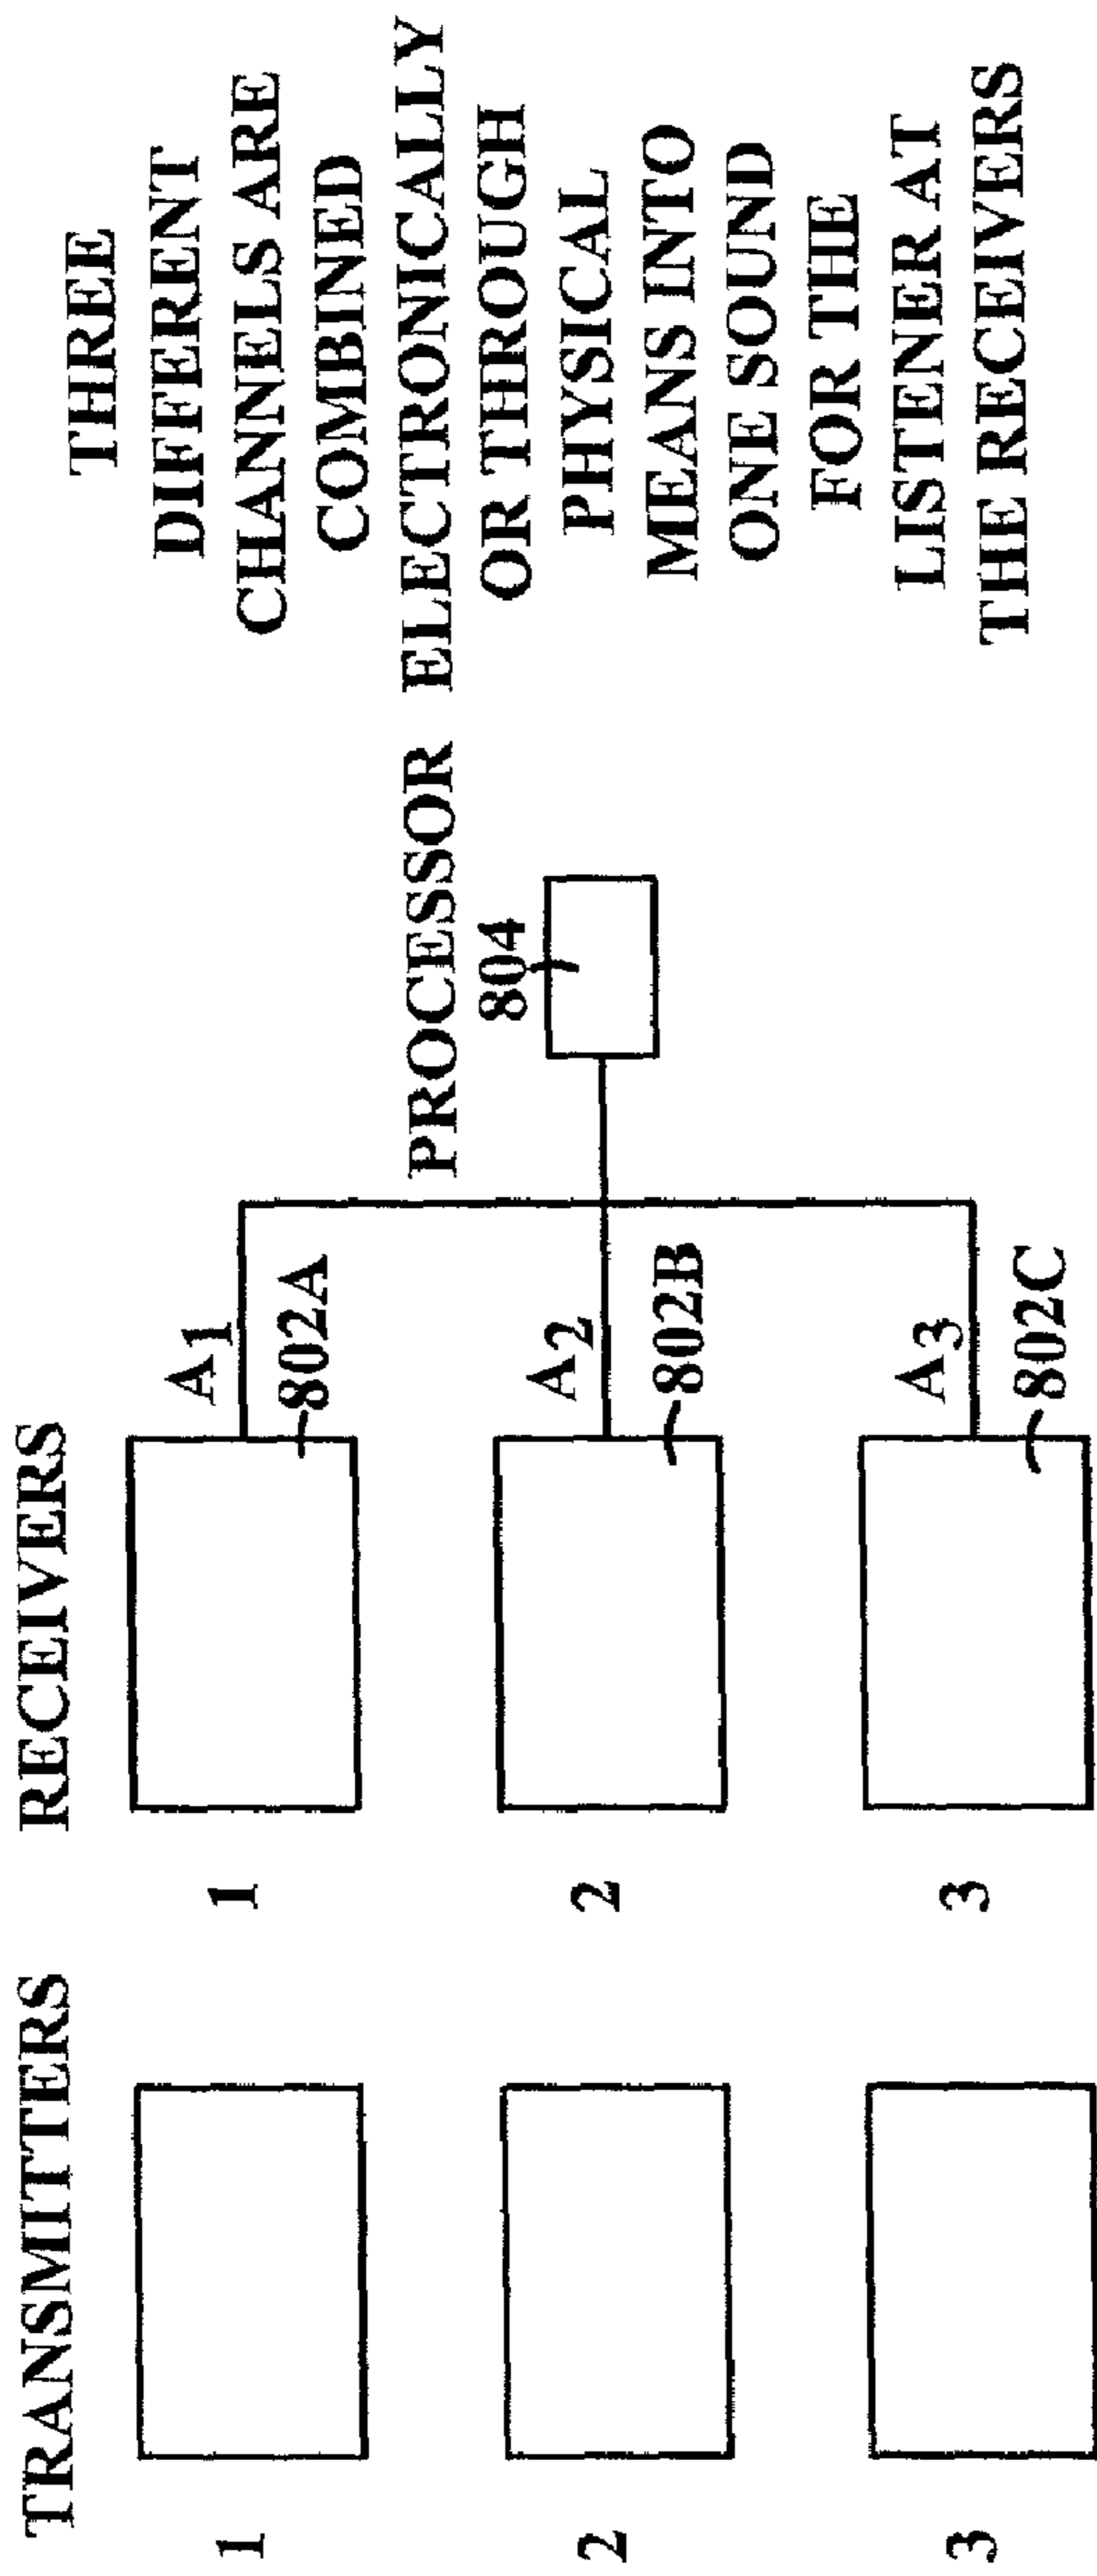 TRANSMITTERS
1
2
3
RECEIVERS
1
2
3
A1
802A
A2
802B
A3
802C
PROCESSOR
804
THREE
DIFFERENT
CHANNELS ARE
COMBINED
ELECTRONICALLY
OR THROUGH
PHYSICAL
MEANS INTO
ONE SOUND
FOR THE
LISTENER AT
THE RECEIVERS